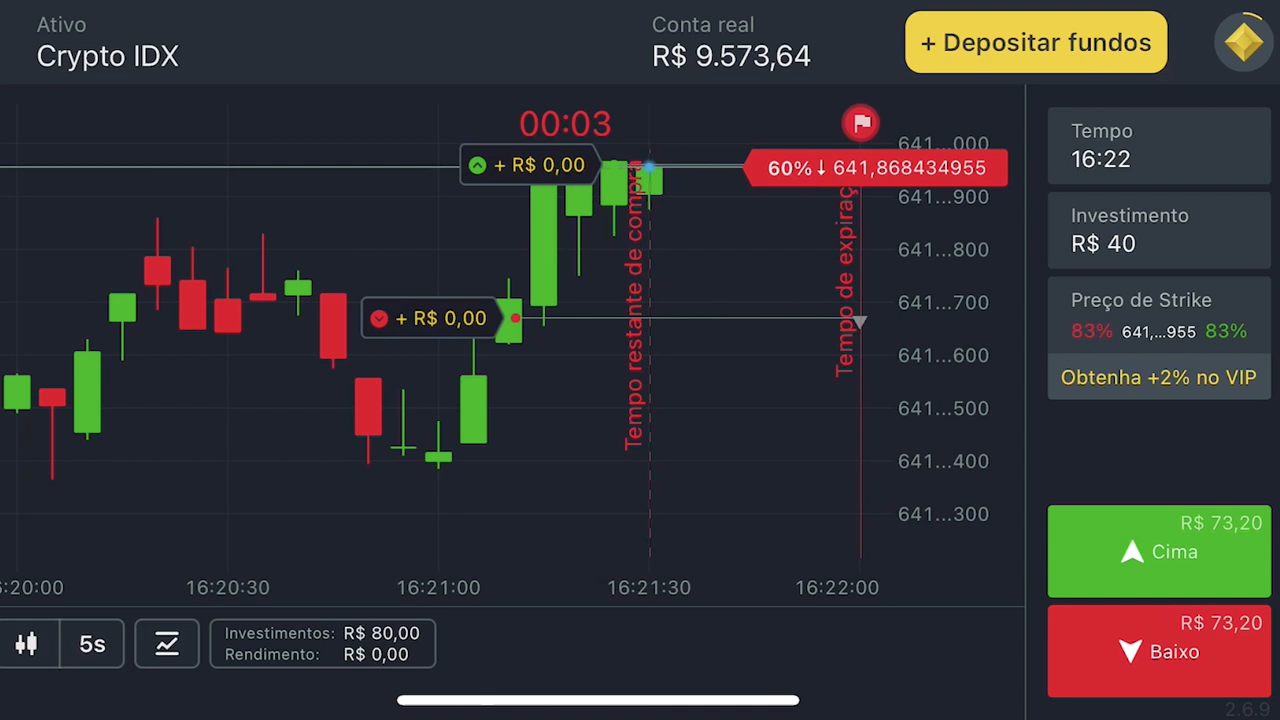 Ativo
Crypto IDX
Conta real
R$ 9.573,64
+ Depositar fundos
00:03
+ R$ 0,00
60% ↓ 641,868434955
+ R$ 0,00
Tempo restante de compra
Tempo de expiraç
641...000
641...900
641...800
641...700
641...600
641...500
641...400
641...300
:20:00
16:20:30
16:21:00
16:21:30
16:22:00
Tempo
16:22
Investimento
R$ 40
Preço de Strike
83% 641,...955 83%
Obtenha +2% no VIP
R$ 73,20
Cima
R$ 73,20
Baixo
5s
Investimentos: R$ 80,00
Rendimento: R$ 0,00
2.6.9